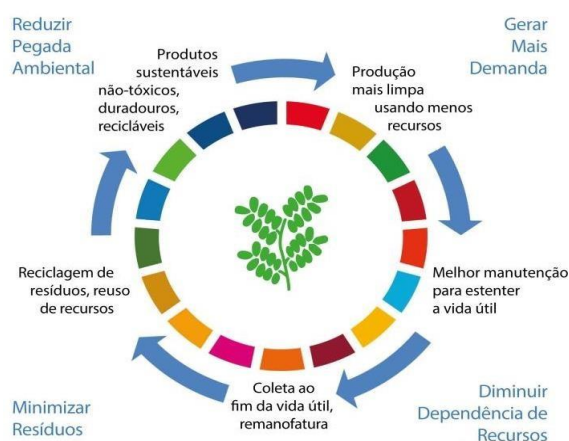 Reduzir
Pegada
Ambiental
Gerar
Mais
Demanda
Produtos
sustentáveis
não-tóxicos,
duradouros,
recicláveis
Produção
mais limpa
usando menos
recursos
Melhor manutenção
para estenter
a vida útil
Coleta ao
fim da vida útil,
remanofatura
Reciclagem de
resíduos, reuso
de recursos
Minimizar
Resíduos
Diminuir
Dependência de
Recursos